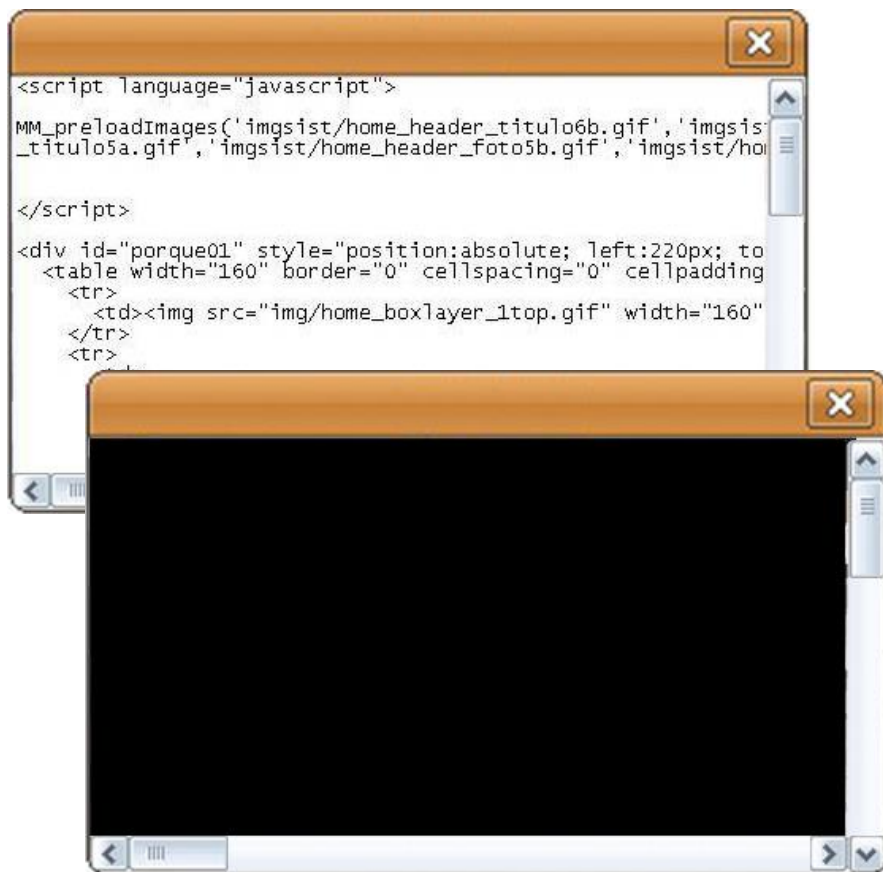 <script language="javascript">
MM_preloadImages('imgsist/home_header_titulo6b.gif','imgsist
_titulo5a.gif','imgsist/home_header_foto5b.gif','imgsist/ho
</script>
<div id="porque01" style="position:absolute; left:220px; to
<table width="160" border="0" cellspacing="0" cellpadding
<tr>
<td><img src="img/home_boxlayer_1top.gif" width="160"
</tr>
<tr>